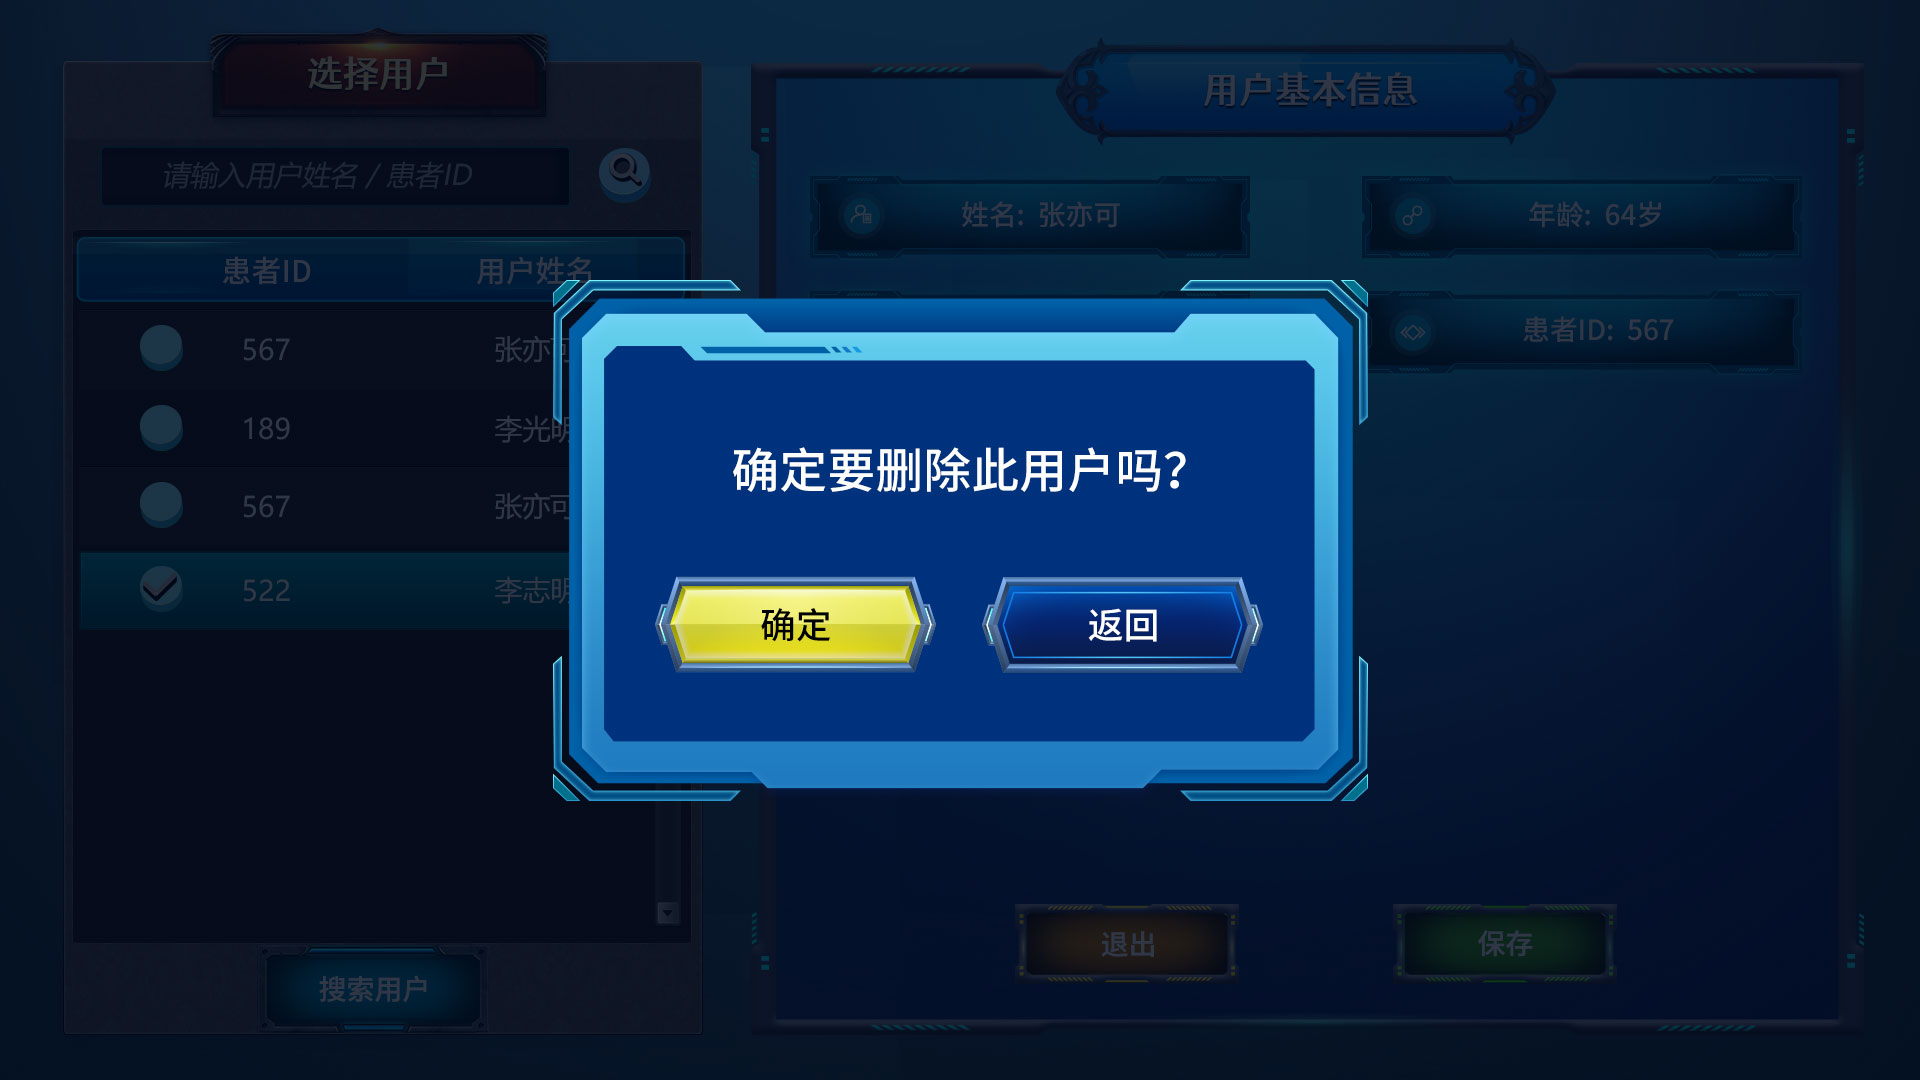 选择用户
请输入用户姓名 / 患者ID
患者ID 用户姓名
567 张亦可
189 李光明
567 张亦可
522 李志明
搜索用户
用户基本信息
姓名: 张亦可
年龄: 64岁
患者ID: 567
确定要删除此用户吗?
确定
返回
退出
保存